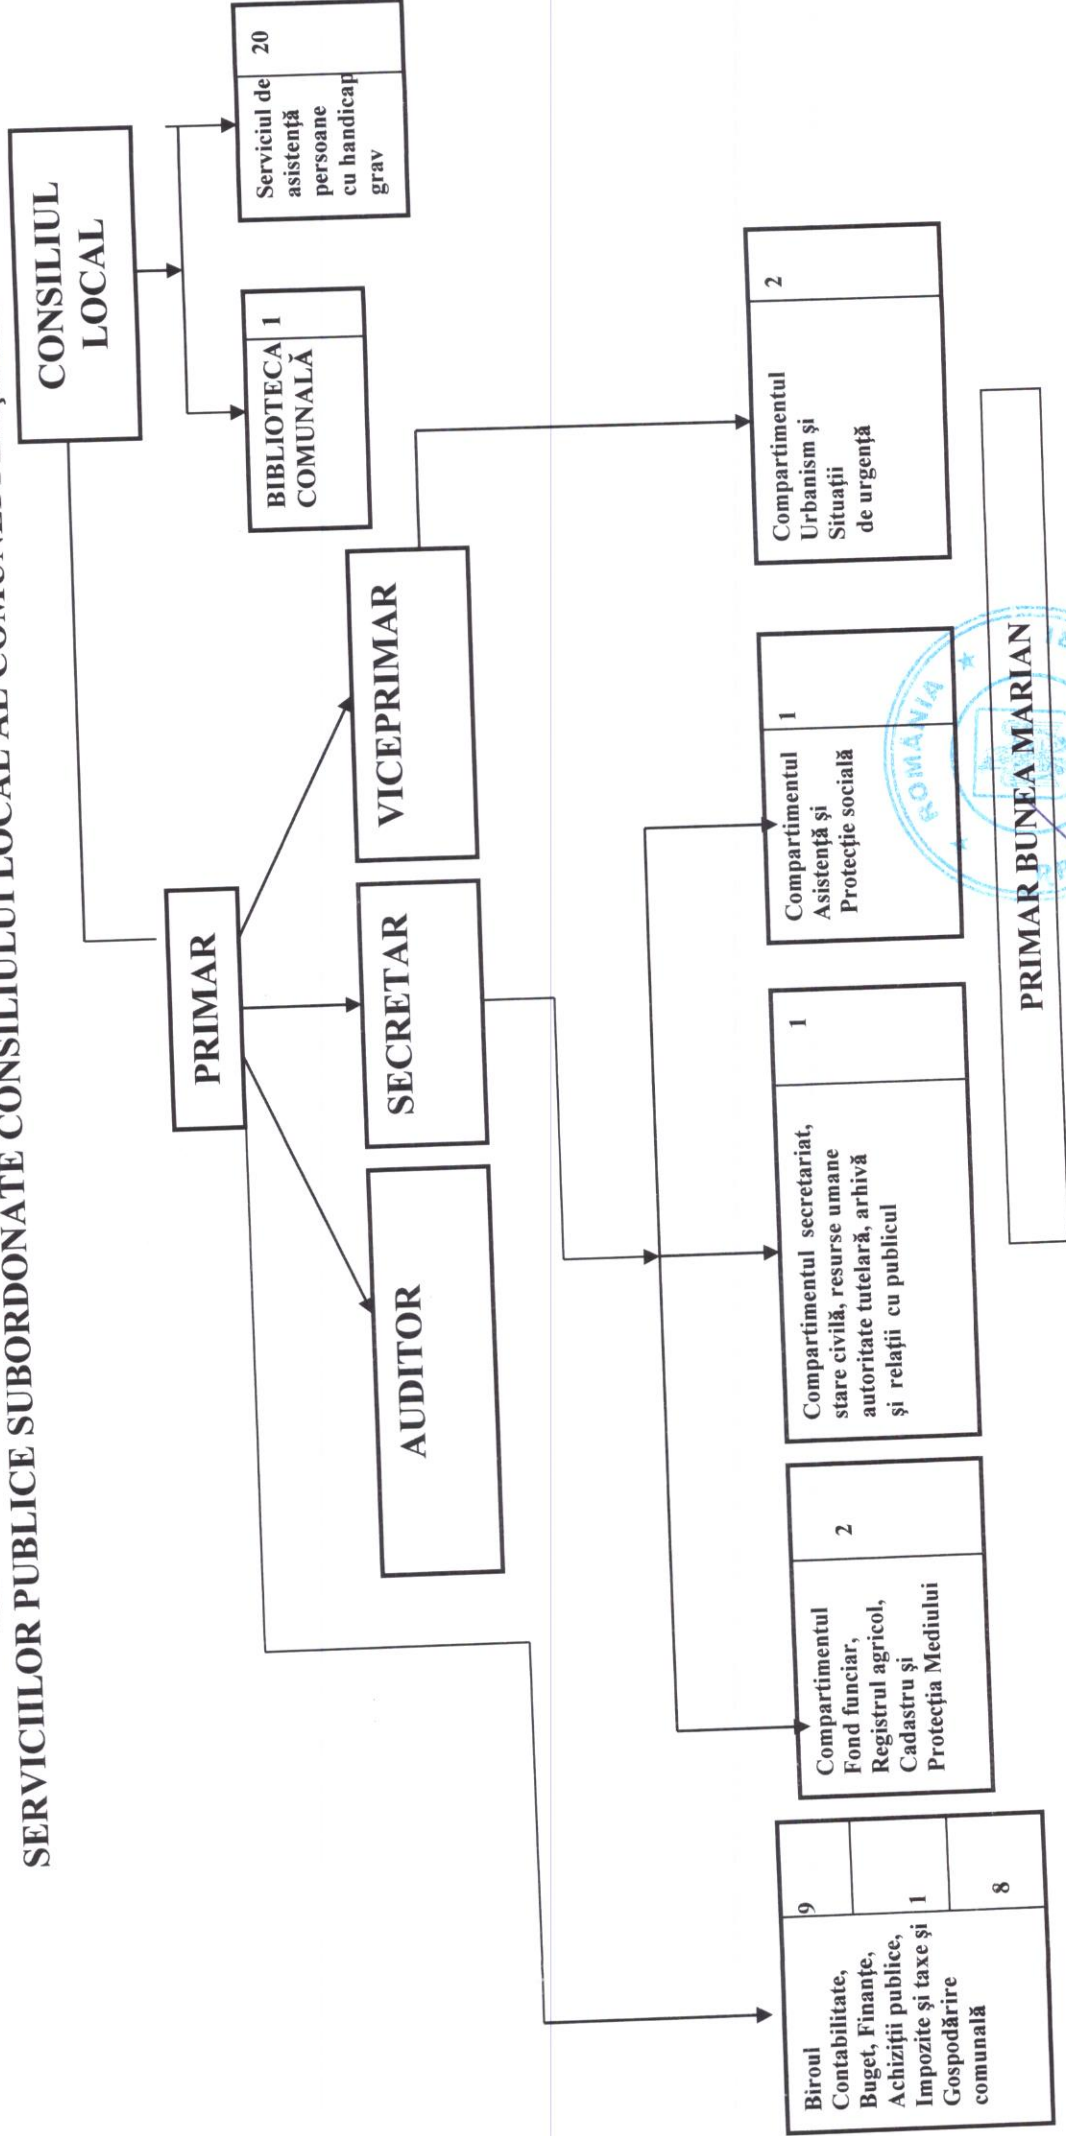 SERVICIILOR PUBLICE SUBORDONATE CONSILIULUI LOCAL AL
CONSILIUL
LOCAL
PRIMAR
BIBLIOTECA
COMUNALĂ
1
Serviciul de
asistență
persoane
cu handicap
grav
20
AUDITOR
SECRETAR
VICEPRIMAR
Biroul
Contabilitate,
Buget, Finanțe,
Achiziții publice,
Impozite și taxe și
Gospodărire
comunală
9
1
8
Compartimentul
Fond funciar,
Registrul agricol,
Cadastru și
Protecția Mediului
2
Compartimentul secretariat,
stare civilă, resurse umane
autoritate tutelară, arhivă
și relații cu publicul
1
Compartimentul
Asistență și
Protecție socială
1
Compartimentul
Urbanism și
Situații
de urgență
2
PRIMAR BUNEA MARIAN
ROMÂNIA